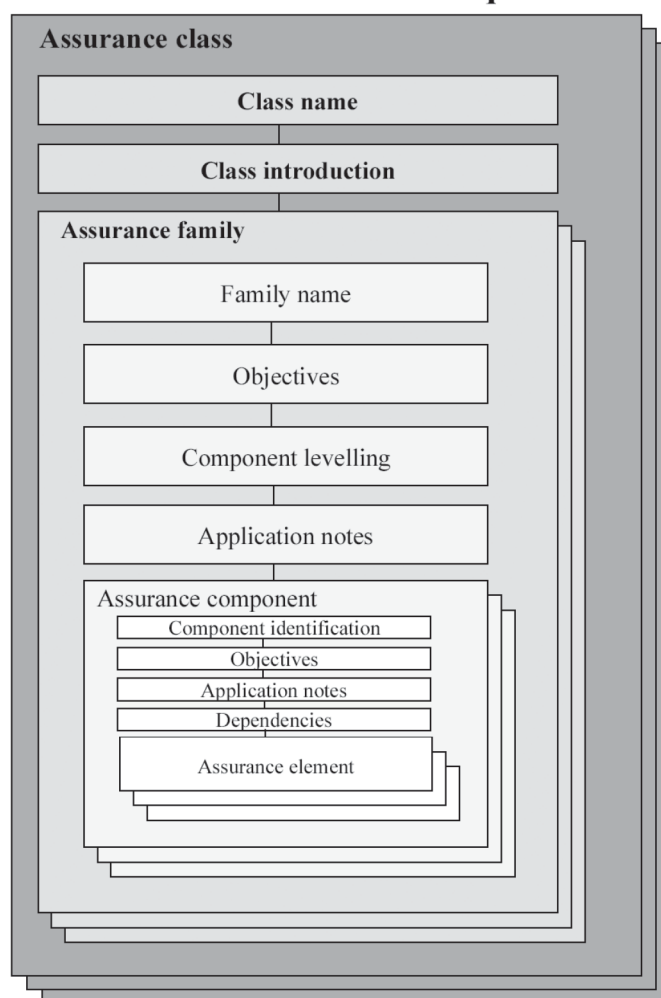 Assurance class
Class name
Class introduction
Assurance family
Family name
Objectives
Component levelling
Application notes
Assurance component
Component identification
Objectives
Application notes
Dependencies
Assurance element